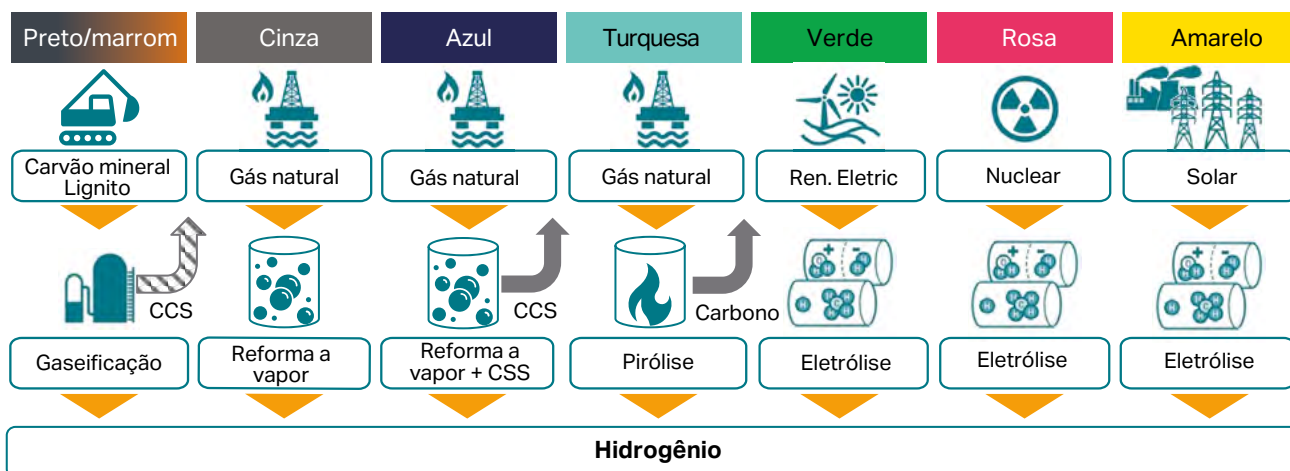 Preto/marrom
Cinza
Azul
Turquesa
Verde
Rosa
Amarelo
Carvão mineral
Lignito
Gás natural
Gás natural
Gás natural
Ren. Eletric
Nuclear
Solar
CCS
CCS
Carbono
Gaseificação
Reforma a
vapor
Reforma a
vapor + CSS
Pirólise
Eletrólise
Eletrólise
Eletrólise
Hidrogênio